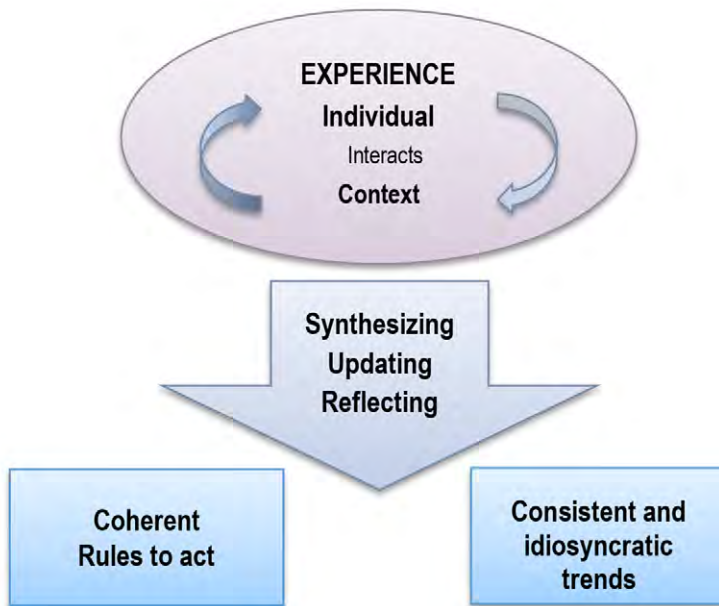 EXPERIENCE
Individual
Interacts
Context
Synthesizing
Updating
Reflecting
Coherent
Rules to act
Consistent and
idiosyncratic
trends